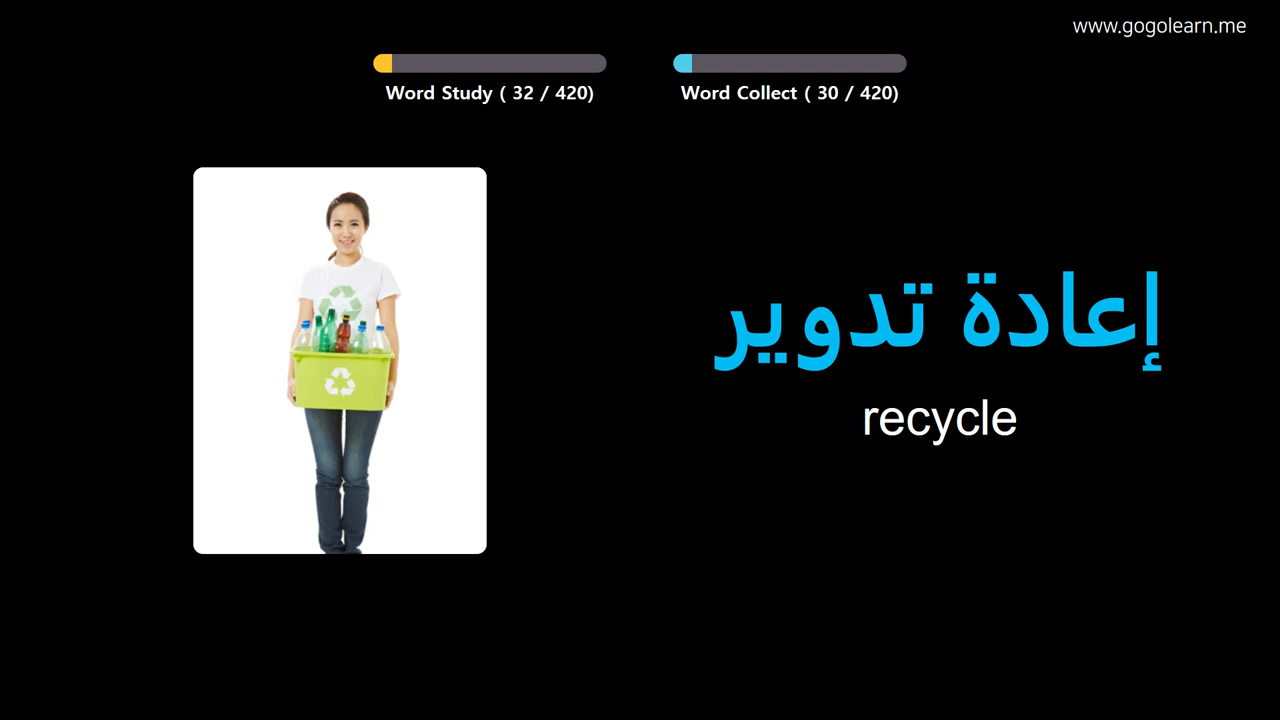 www.gogolearn.me
Word Study ( 32 / 420)
Word Collect ( 30 / 420)
إعادة تدوير
recycle